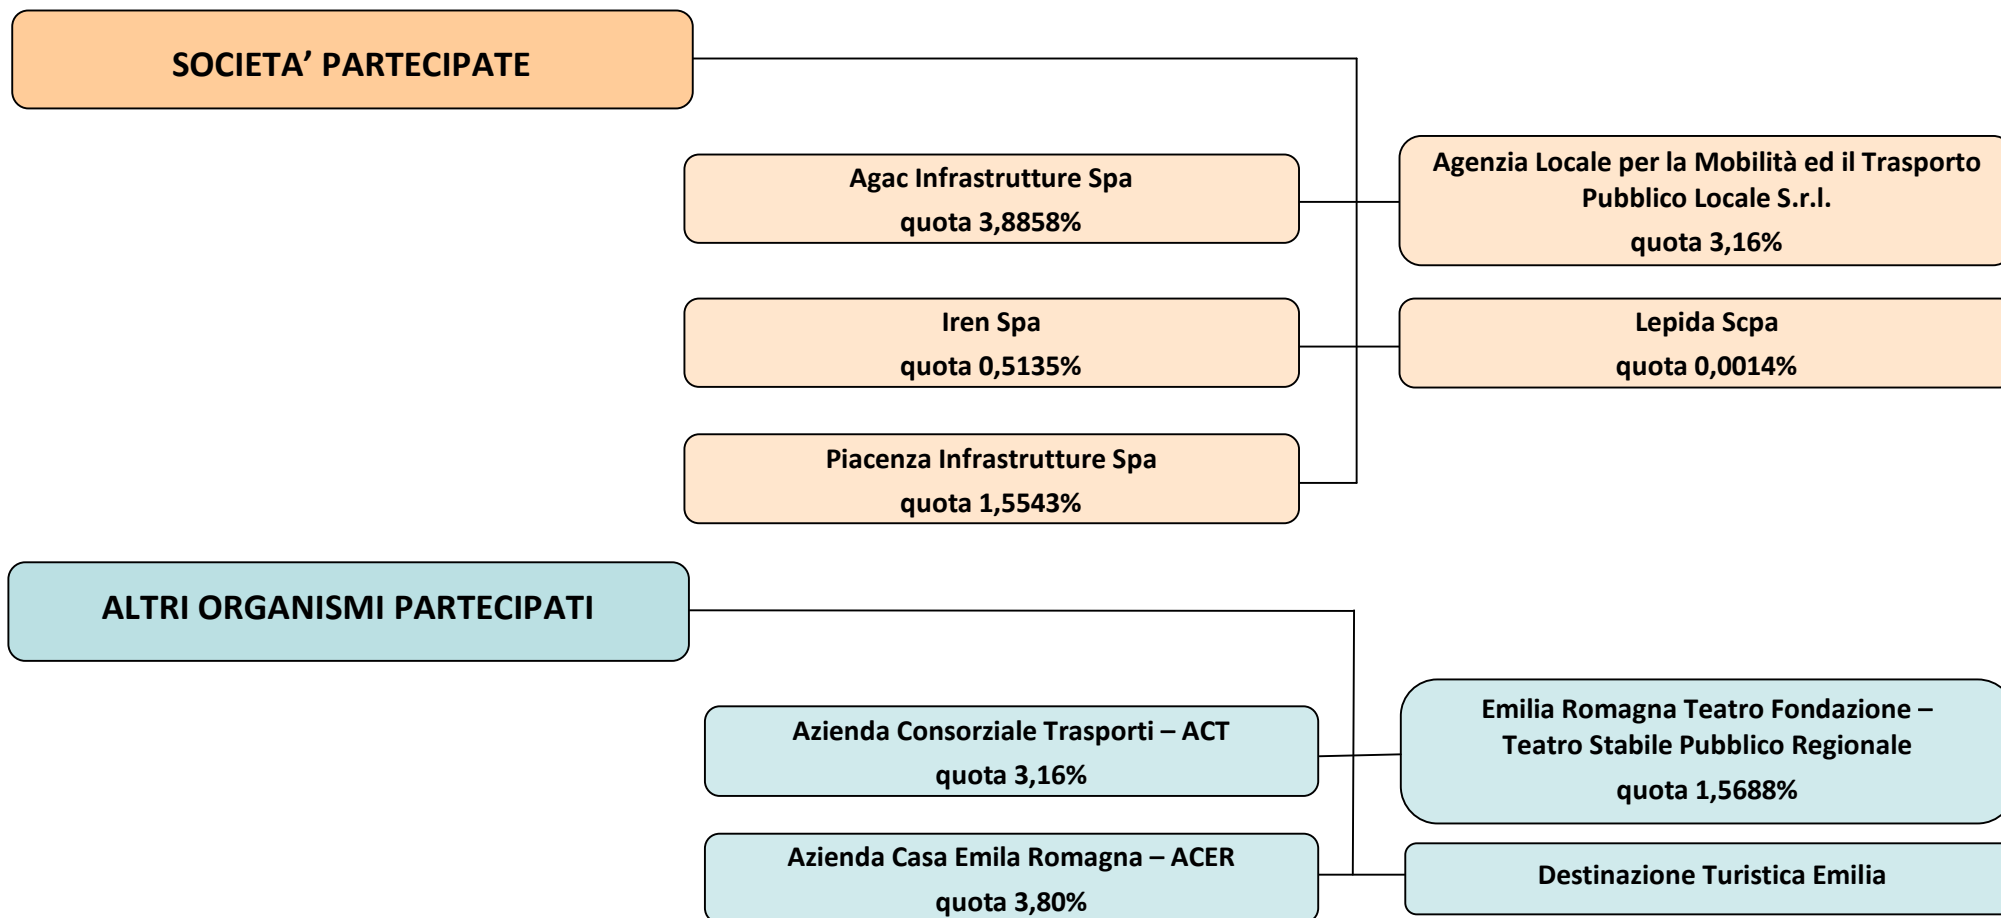 SOCIETA’ PARTECIPATE
Agac Infrastrutture Spa
quota 3,8858%
Agenzia Locale per la Mobilità ed il Trasporto
Pubblico Locale S.r.l.
quota 3,16%
Iren Spa
quota 0,5135%
Lepida Scpa
quota 0,0014%
Piacenza Infrastrutture Spa
quota 1,5543%
ALTRI ORGANISMI PARTECIPATI
Azienda Consorziale Trasporti – ACT
quota 3,16%
Emilia Romagna Teatro Fondazione –
Teatro Stabile Pubblico Regionale
quota 1,5688%
Azienda Casa Emila Romagna – ACER
quota 3,80%
Destinazione Turistica Emilia